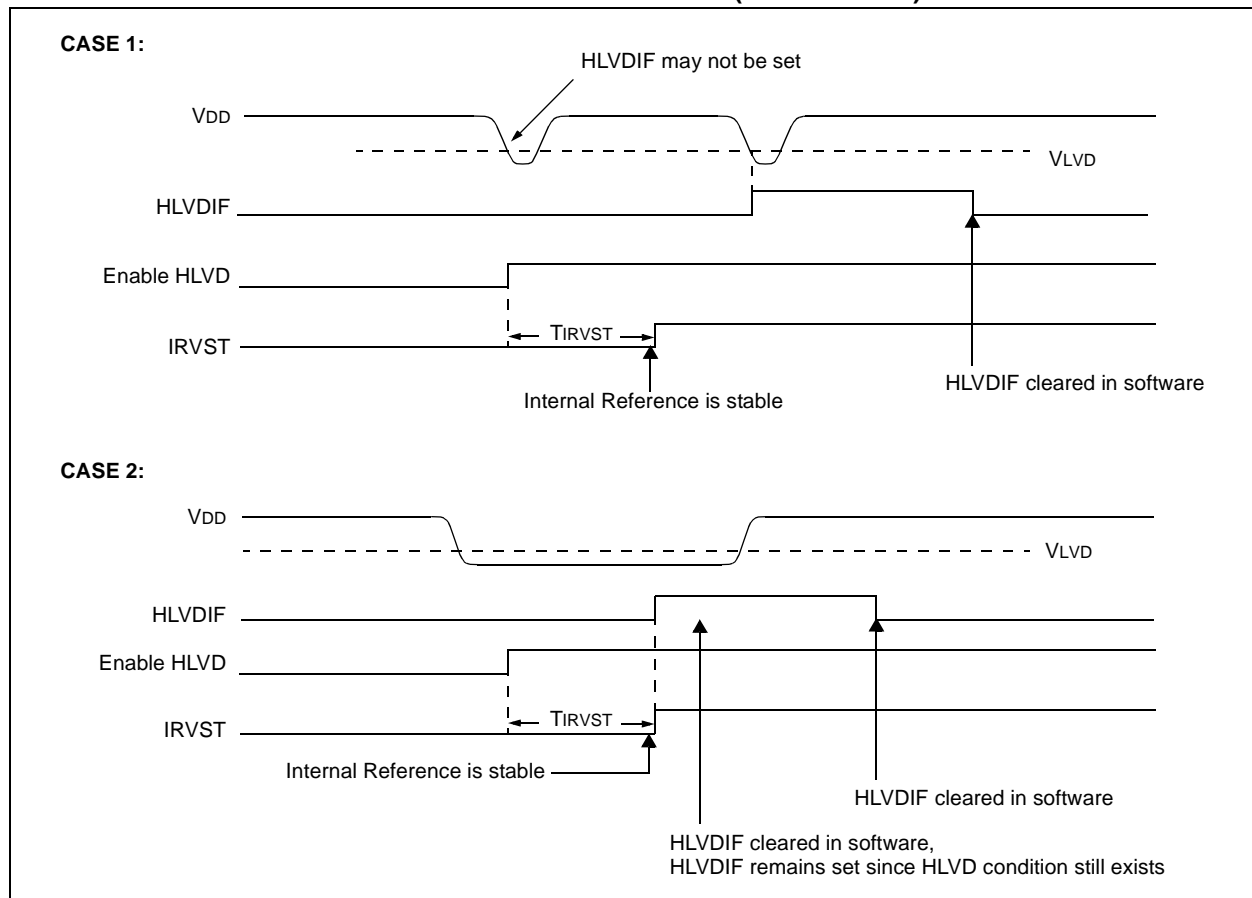 CASE 1:
HLVDIF may not be set
VDD
VLVD
HLVDIF
Enable HLVD
TIRVST
IRVST
Internal Reference is stable
HLVDIF cleared in software
CASE 2:
VDD
VLVD
HLVDIF
Enable HLVD
TIRVST
IRVST
Internal Reference is stable
HLVDIF cleared in software
HLVDIF cleared in software,
HLVDIF remains set since HLVD condition still exists